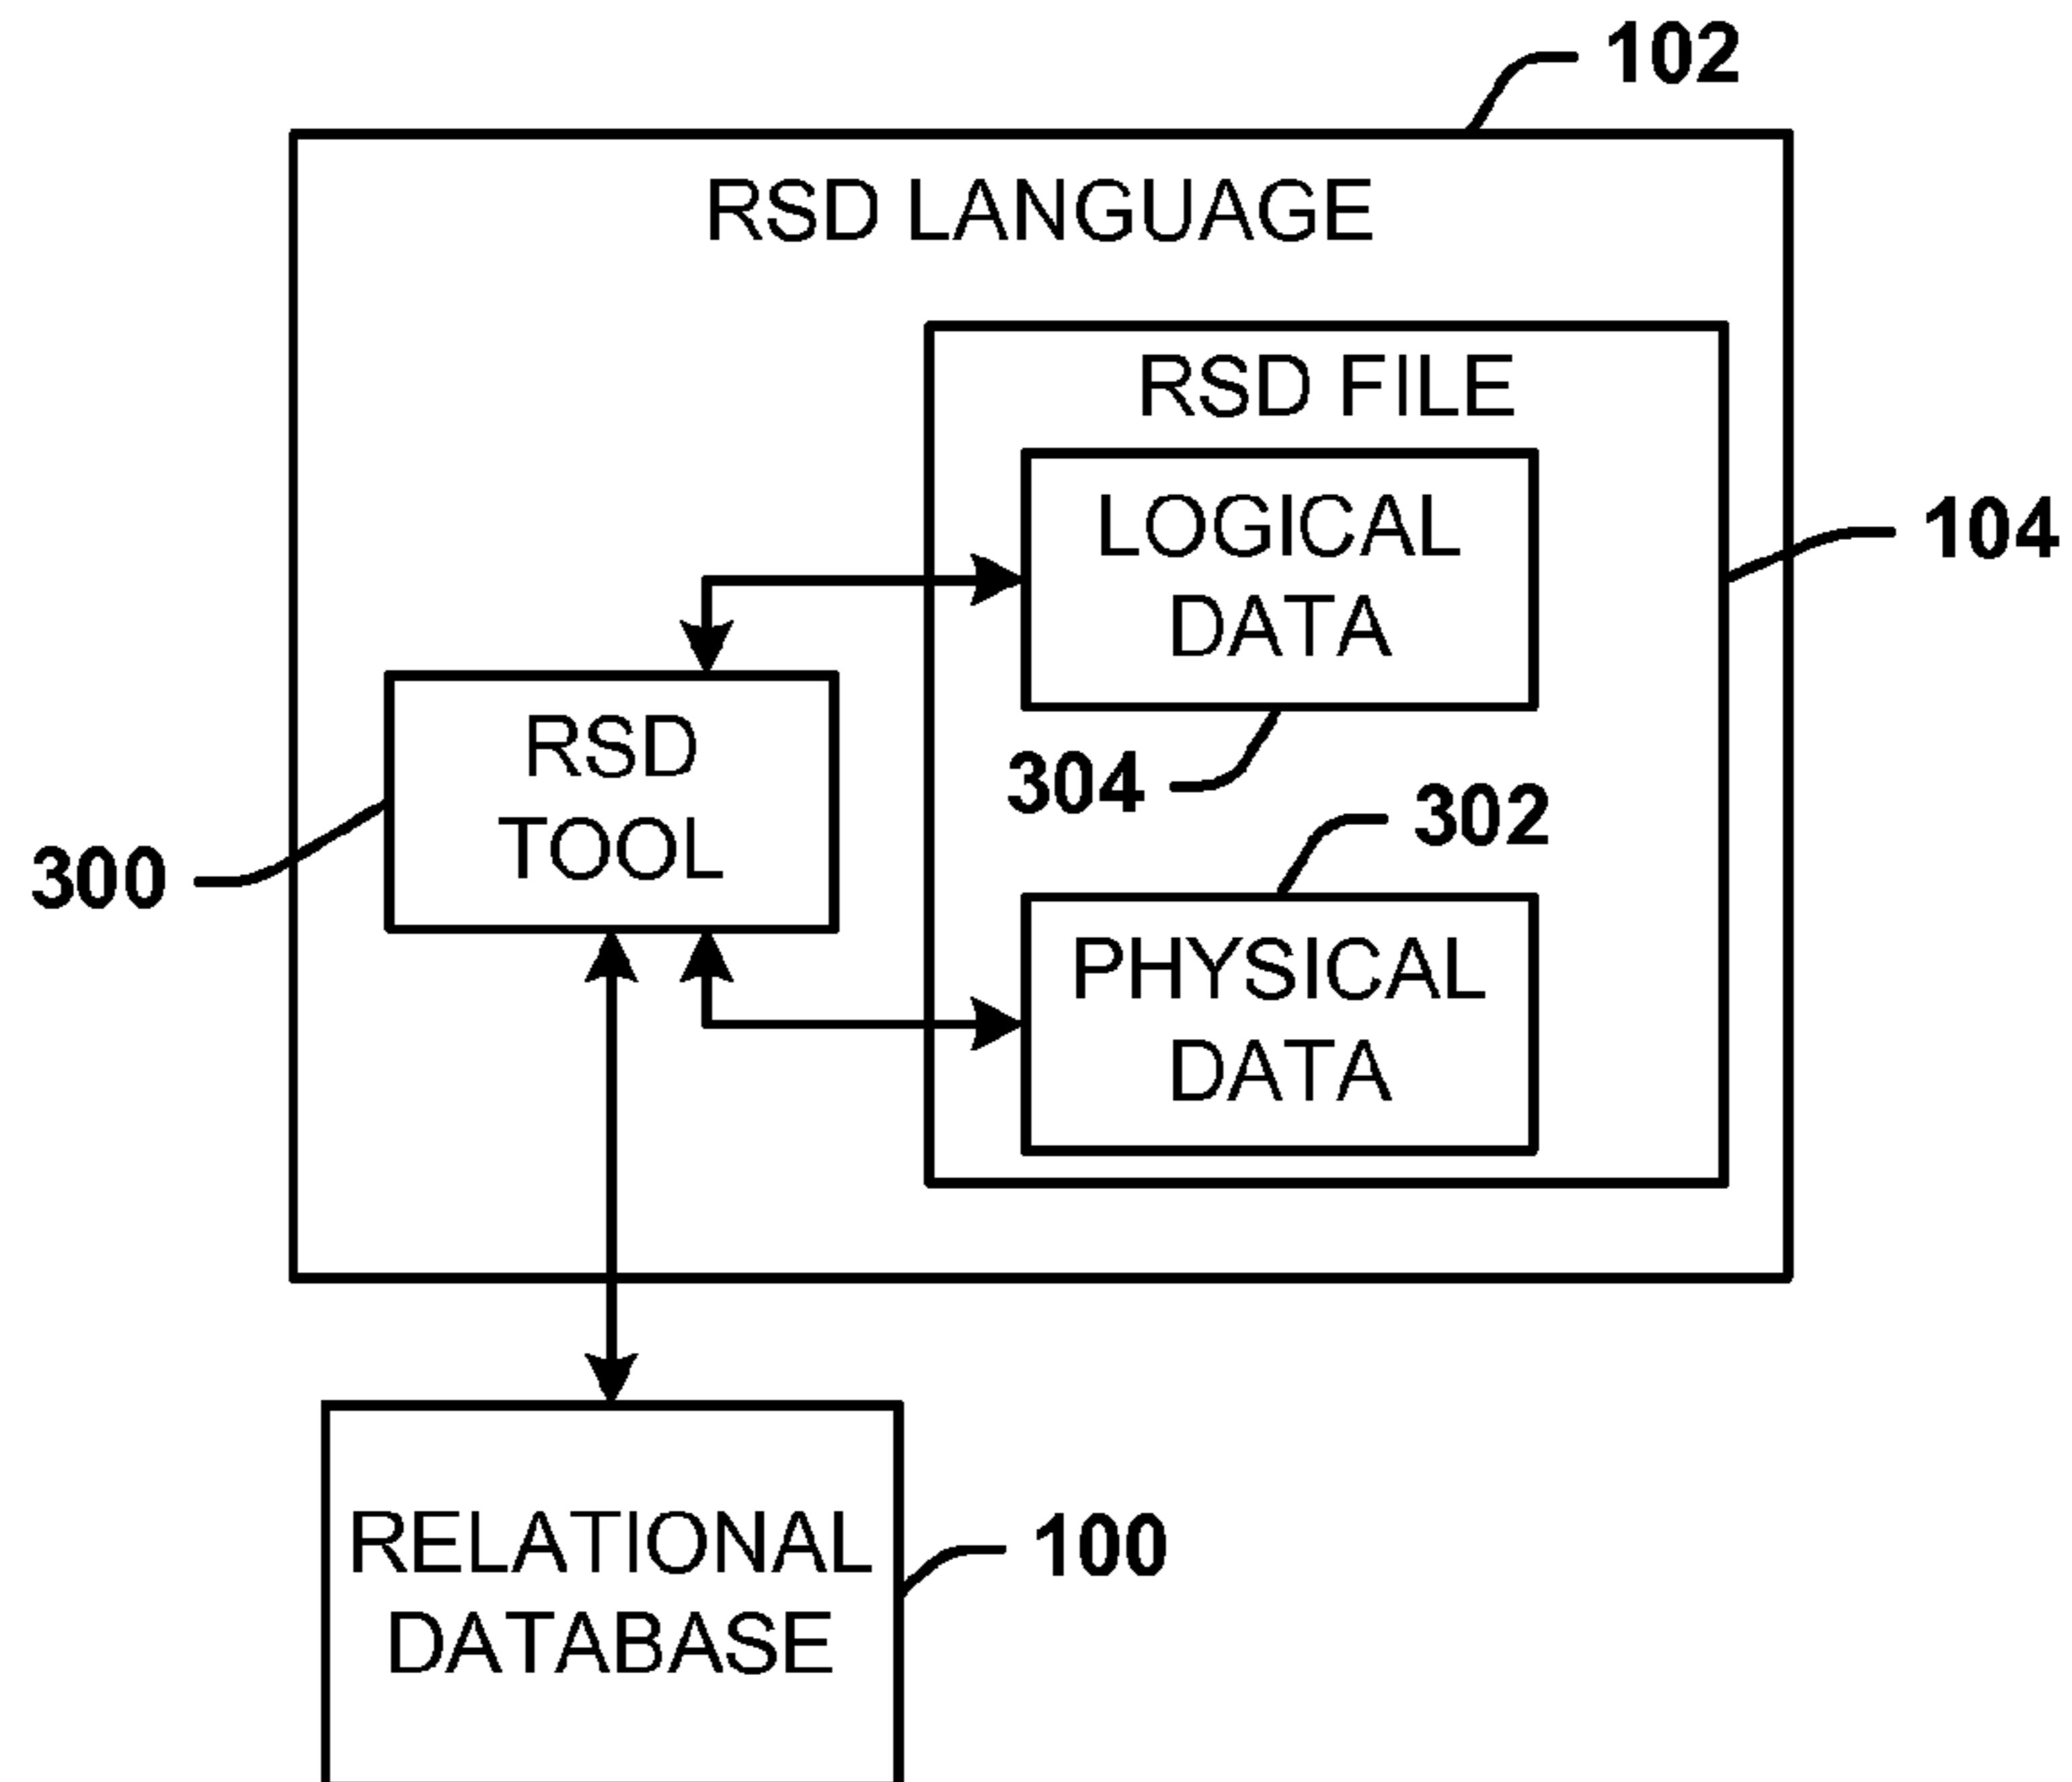 102
RSD LANGUAGE
RSD FILE
LOGICAL
DATA
104
304
RSD
TOOL
300
302
PHYSICAL
DATA
RELATIONAL
DATABASE
100